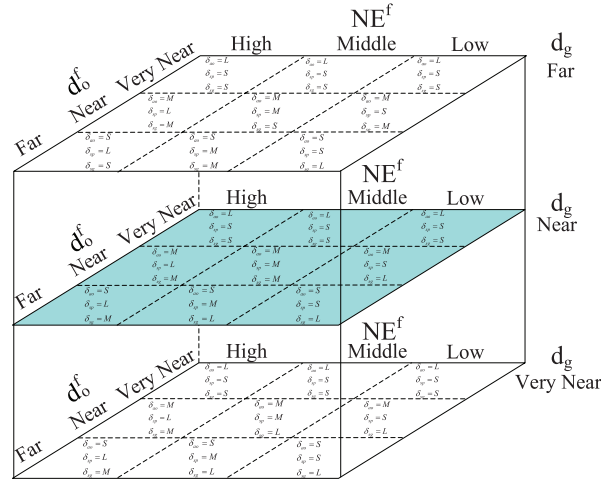 NE^f
High Middle Low
d_g
Far
d_o^f
Very Near
Near
Far
δ = L δ = L δ = L
δ = S δ = S δ = S
δ = S δ = S δ = S
δ = M δ = M δ = M
δ = L δ = M δ = S
δ = M δ = S δ = M
δ = S δ = S δ = S
δ = L δ = M δ = S
δ = S δ = M δ = L
NE^f
High Middle Low
d_g
Near
d_o^f
Very Near
Near
Far
δ = L δ = L δ = L
δ = S δ = S δ = S
δ = S δ = S δ = S
δ = M δ = M δ = M
δ = L δ = M δ = S
δ = M δ = M δ = M
δ = S δ = S δ = S
δ = L δ = M δ = S
δ = M δ = L δ = L
NE^f
High Middle Low
d_g
Very Near
d_o^f
Very Near
Near
Far
δ = L δ = L δ = L
δ = S δ = S δ = S
δ = S δ = S δ = S
δ = M δ = M δ = M
δ = L δ = M δ = S
δ = M δ = L δ = L
δ = S δ = S δ = S
δ = L δ = M δ = S
δ = M δ = L δ = L